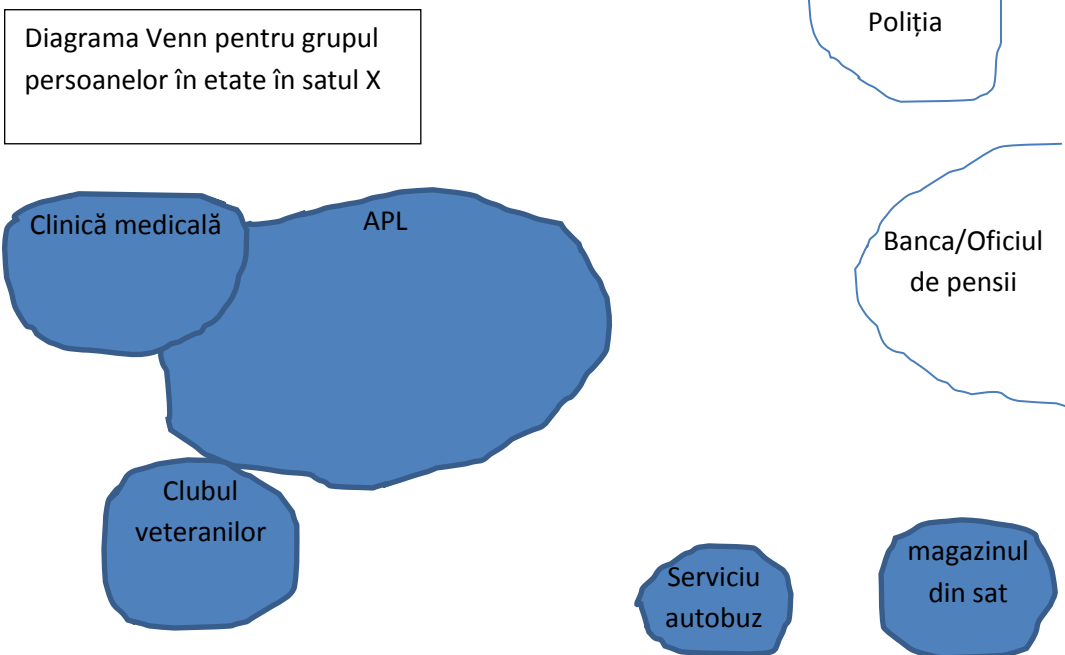 Diagrama Venn pentru grupul
persoanelor în etate în satul X
Poliția
Clinică medicală
APL
Banca/Oficiul
de pensii
Clubul
veteranilor
Serviciu
autobuz
magazinul
din sat